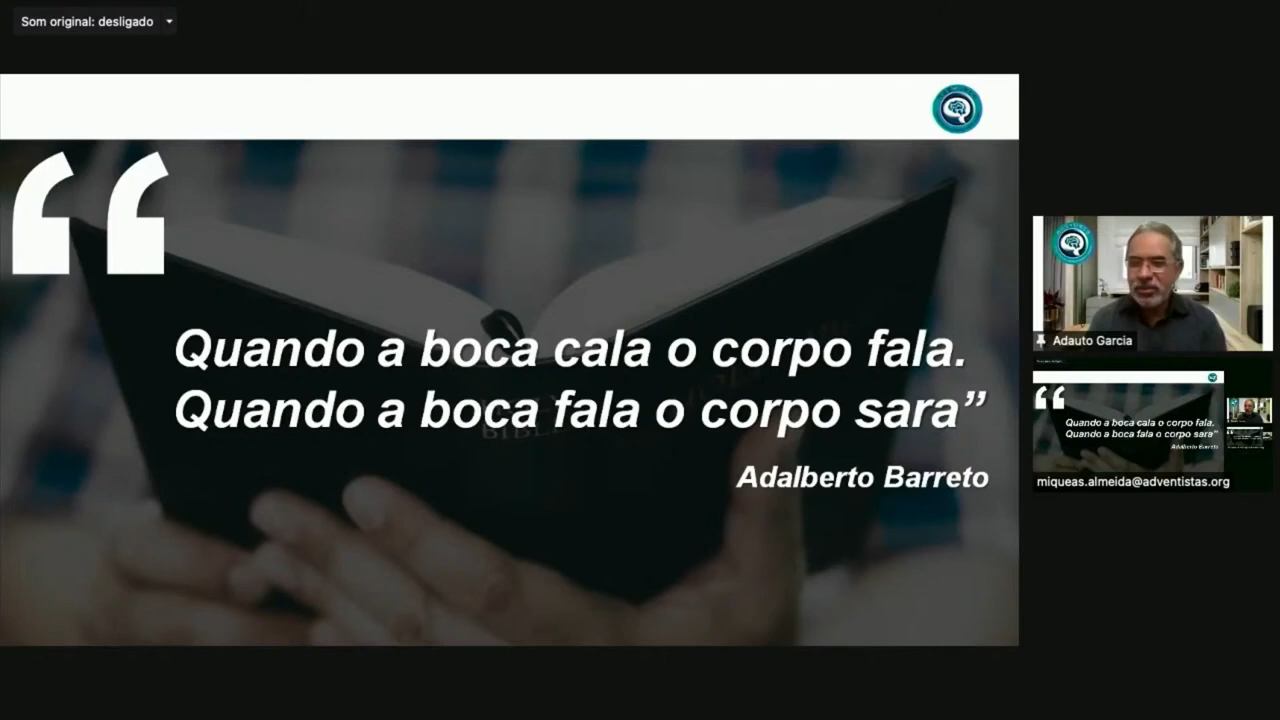 Som original: desligado
“
Quando a boca cala o corpo fala.
Quando a boca fala o corpo sara”
Adalberto Barreto
Adauto Garcia
“
Quando a boca cala o corpo fala.
Quando a boca fala o corpo sara”
Adalberto Barreto
miqueas.almeida@adventistas.org